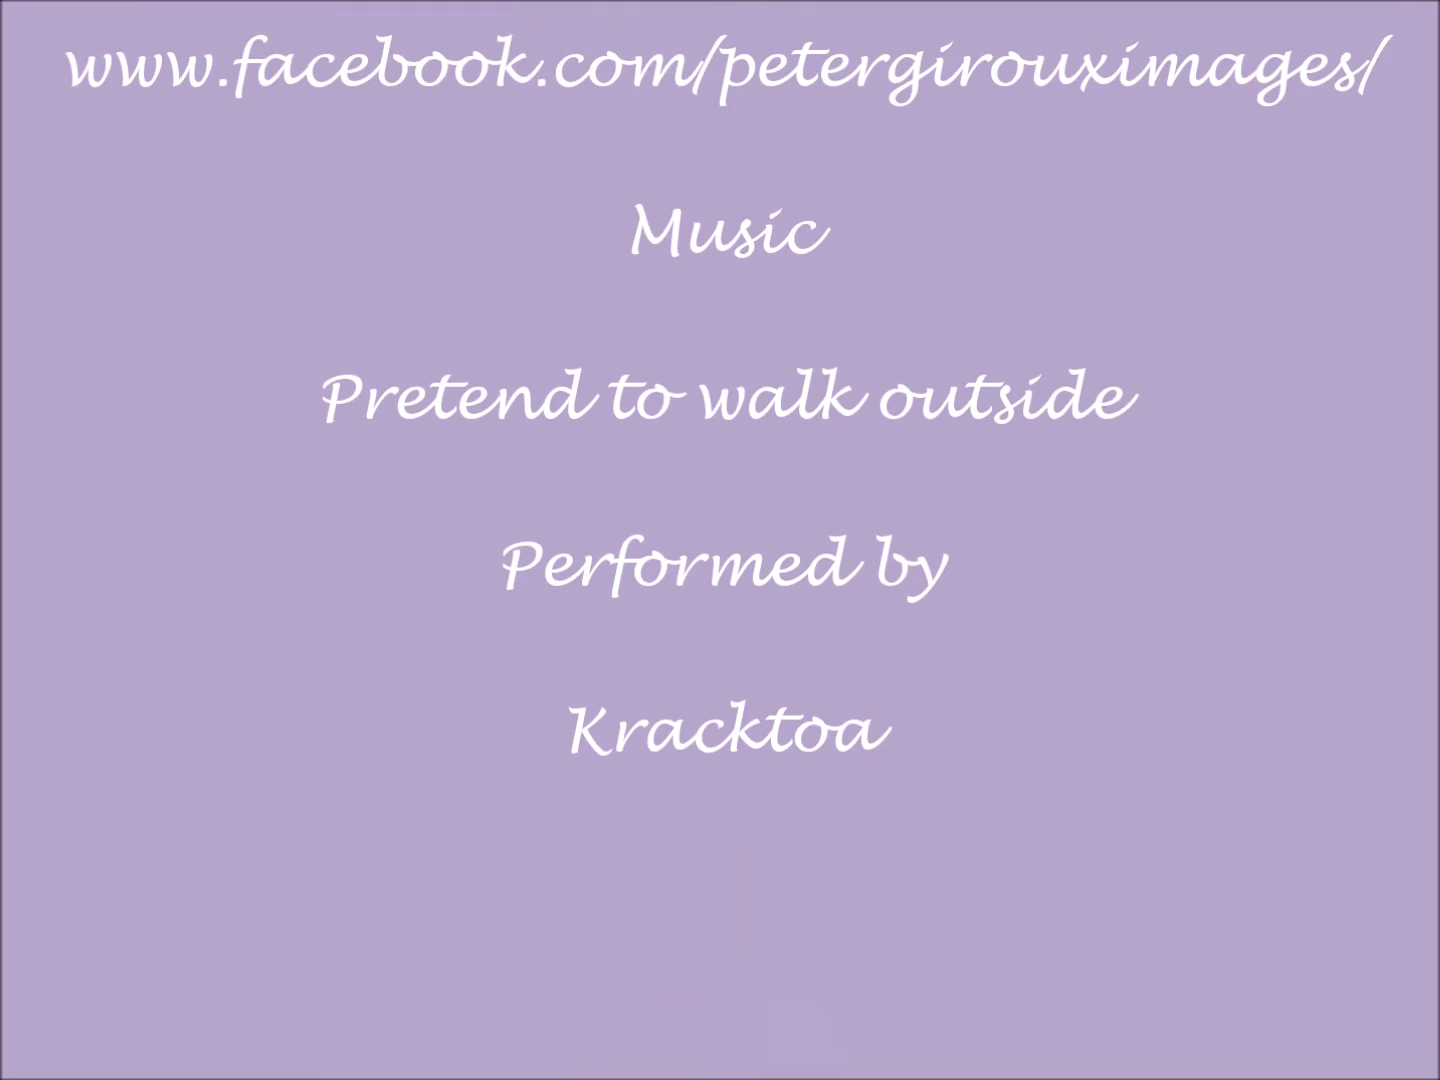 www.facebook.com/petergirouximages/
Music
Pretend to walk outside
Performed by
Kracktoa